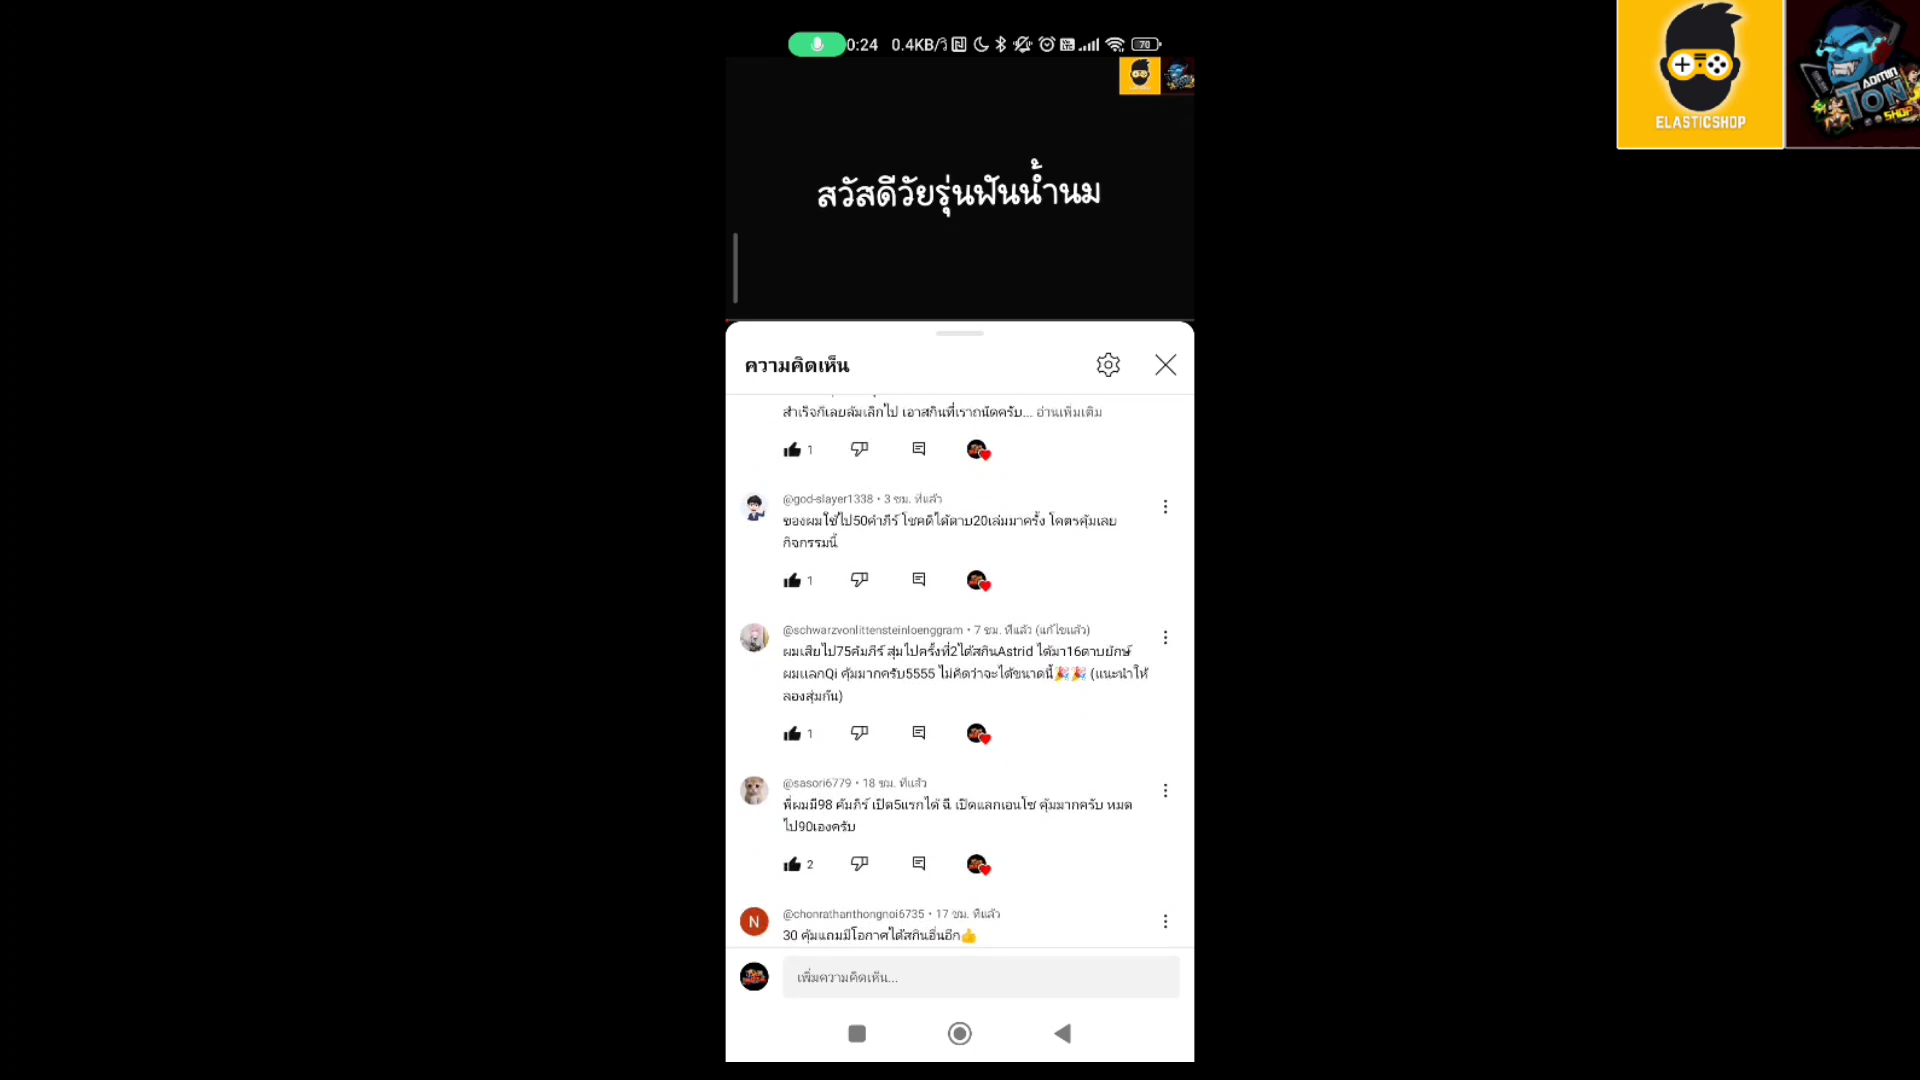 0:24 0.4KB/วิ 70
ELASTICSHOP
ADMIN
TON
SHOP
สวัสดีวัยรุ่นฟันน้ำนม
ความคิดเห็น
สำเร็จก็เลยล้มเลิกไป เอาสกินที่เราถนัดครับ... อ่านเพิ่มเติม
1
@god-slayer1338 • 3 ชม. ที่แล้ว
ของผมใช้ไป50คำภีร์ โชคดีได้ดาบ20เล่มมาครั้ง โคตรคุ้มเลย
กิจกรรมนี้
1
@schwarzvonlittensteinloenggram • 7 ชม. ที่แล้ว (แก้ไขแล้ว)
ผมเสียไป75คัมภีร์ สุ่มไปครั้งที่2ได้สกินAstrid ได้มา16ดาบยักษ์
ผมแลกQi คุ้มมากครับ5555 ไม่คิดว่าจะได้ขนาดนี้🎉🎉 (แนะนำให้
ลองสุ่มกัน)
1
@sasori6779 • 18 ชม. ที่แล้ว
พี่ผมมี98 คัมภีร์ เปิด5แรกได้ ฉี เปิดแลกเอนโซ คุ้มมากครับ หมด
ไป90เองครับ
2
N
@chonrathanthongnoi6735 • 17 ชม. ที่แล้ว
30 คุ้มแถมมีโอกาศได้สกินอื่นอีก👍
เพิ่มความคิดเห็น...